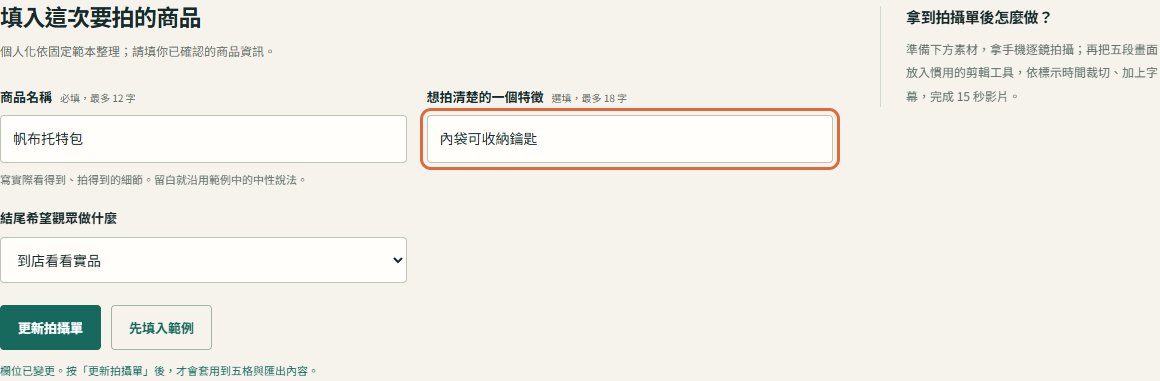 填入這次要拍的商品
個人化依固定範本整理；請填你已確認的商品資訊。
商品名稱 必填，最多 12 字
帆布托特包
寫實際看得到、拍得到的細節。留白就沿用範例中的中性說法。
想拍清楚的一個特徵 選填，最多 18 字
內袋可收納鑰匙
結尾希望觀眾做什麼
到店看看實品
更新拍攝單
先填入範例
欄位已變更。按「更新拍攝單」後，才會套用到五格與匯出內容。
拿到拍攝單後怎麼做？
準備下方素材，拿手機逐鏡拍攝；再把五段畫面
放入慣用的剪輯工具，依標示時間裁切、加上字
幕，完成 15 秒影片。